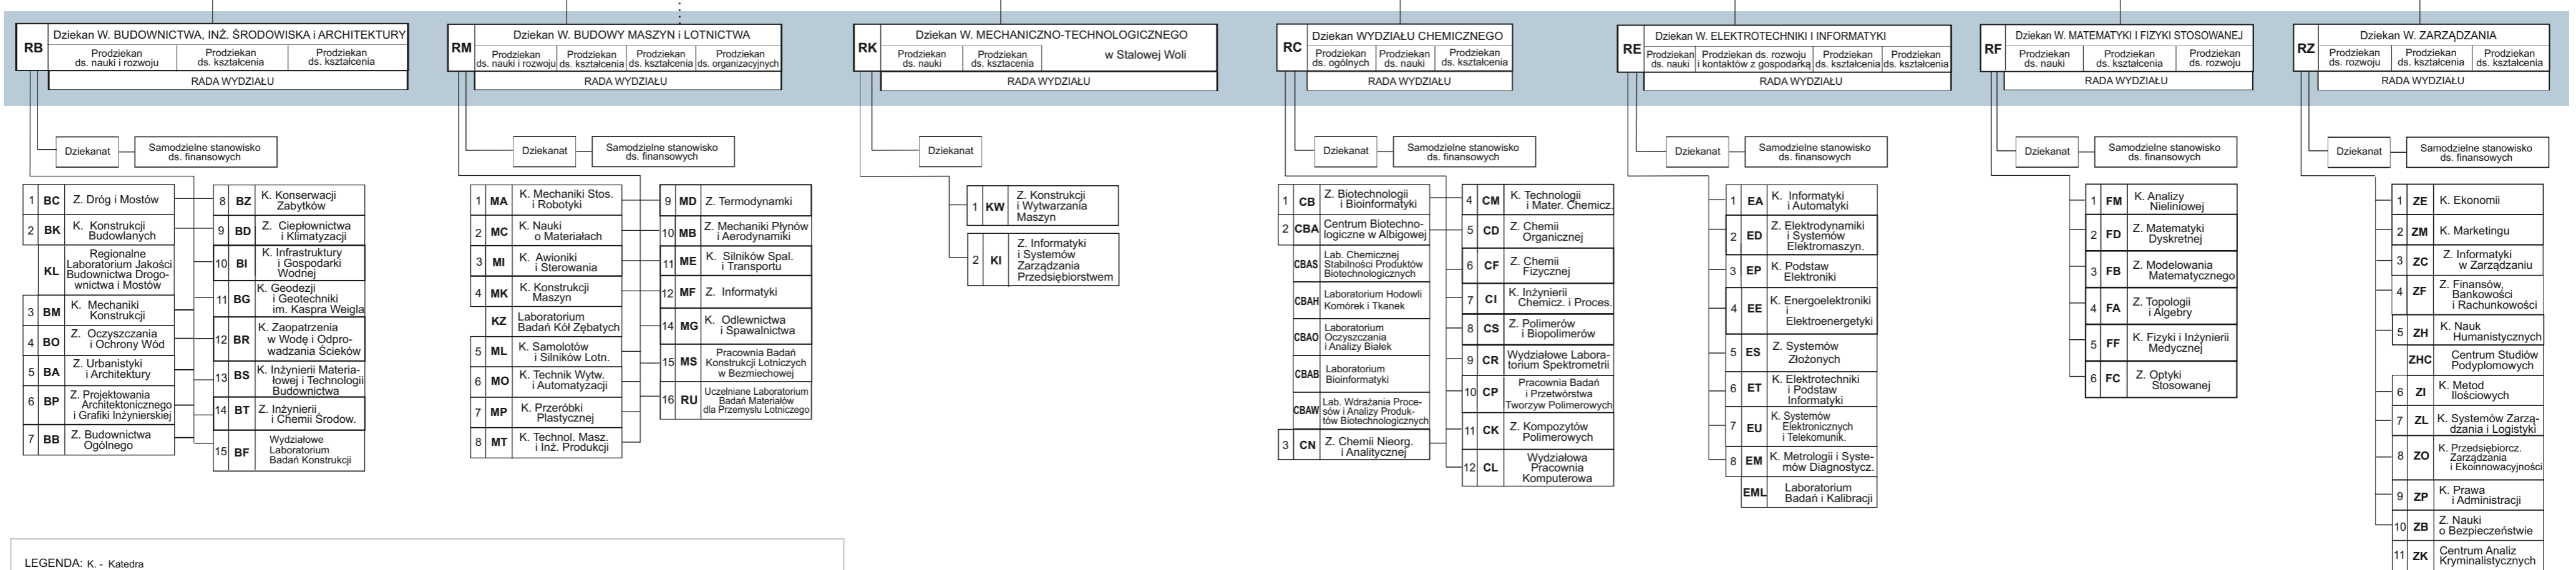 RB
Dziekan W. BUDOWNICTWA, INŻ. ŚRODOWISKA i ARCHITEKTURY
Prodziekan
ds. nauki i rozwoju
Prodziekan
ds. kształcenia
Prodziekan
ds. kształcenia
RADA WYDZIAŁU
Dziekanat
Samodzielne stanowisko
ds. finansowych
1 BC Z. Dróg i Mostów
2 BK K. Konstrukcji
Budowlanych
KL Regionalne
Laboratorium Jakości
Budownictwa Drogo-
wnictwa i Mostów
3 BM K. Mechaniki
Konstrukcji
4 BO Z. Oczyszczania
i Ochrony Wód
5 BA Z. Urbanistyki
i Architektury
6 BP Z. Projektowania
Architektonicznego
i Grafiki Inżynierskiej
7 BB Z. Budownictwa
Ogólnego
8 BZ K. Konserwacji
Zabytków
9 BD Z. Ciepłownictwa
i Klimatyzacji
10 BI K. Infrastruktury
i Gospodarki
Wodnej
11 BG K. Geodezji
i Geotechniki
im. Kaspra Weigla
12 BR K. Zaopatrzenia
w Wodę i Odpro-
wadzania Ścieków
13 BS K. Inżynierii Materia-
łowej i Technologii
Budownictwa
14 BT Z. Inżynierii
i Chemii Środow.
15 BF Wydziałowe
Laboratorium
Badań Konstrukcji
RM
Dziekan W. BUDOWY MASZYN i LOTNICTWA
Prodziekan
ds. nauki i rozwoju
Prodziekan
ds. kształcenia
Prodziekan
ds. kształcenia
Prodziekan
ds. organizacyjnych
RADA WYDZIAŁU
Dziekanat
Samodzielne stanowisko
ds. finansowych
1 MA K. Mechaniki Stos.
i Robotyki
2 MC K. Nauki
o Materiałach
3 MI K. Awioniki
i Sterowania
4 MK K. Konstrukcji
Maszyn
KZ Laboratorium
Badań Kół Zębatych
5 ML K. Samolotów
i Silników Lotn.
6 MO K. Technik Wytw.
i Automatyzacji
7 MP K. Przeróbki
Plastycznej
8 MT K. Technol. Masz.
i Inż. Produkcji
9 MD Z. Termodynamki
10 MB Z. Mechaniki Płynów
i Aerodynamiki
11 ME K. Silników Spal.
i Transportu
12 MF Z. Informatyki
14 MG K. Odlewnictwa
i Spawalnictwa
15 MS Pracownia Badań
Konstrukcji Lotniczych
w Bezmiechowej
16 RU Uczelniane Laboratorium
Badań Materiałów
dla Przemysłu Lotniczego
RK
Dziekan W. MECHANICZNO-TECHNOLOGICZNEGO
Prodziekan
ds. nauki
Prodziekan
ds. kształcenia
w Stalowej Woli
RADA WYDZIAŁU
Dziekanat
1 KW Z. Konstrukcji
i Wytwarzania
Maszyn
2 KI Z. Informatyki
i Systemów
Zarządzania
Przedsiębiorstwem
RC
Dziekan WYDZIAŁU CHEMICZNEGO
Prodziekan
ds. ogólnych
Prodziekan
ds. nauki
Prodziekan
ds. kształcenia
RADA WYDZIAŁU
Dziekanat
Samodzielne stanowisko
ds. finansowych
1 CB Z. Biotechnologii
i Bioinformatyki
2 CBA Centrum Biotechno-
logiczne w Albigowej
CBAS Lab. Chemicznej
Stabilności Produktów
Biotechnologicznych
CBAH Laboratorium Hodowli
Komórek i Tkanek
CBAO Laboratorium
Oczyszczania
i Analizy Białek
CBAB Laboratorium
Bioinformatyki
CBAW Lab. Wdrażania Proce-
sów i Analizy Produk-
tów Biotechnologicznych
3 CN Z. Chemii Nieorg.
i Analitycznej
4 CM K. Technologii
i Mater. Chemicz.
5 CD Z. Chemii
Organicznej
6 CF Z. Chemii
Fizycznej
7 CI K. Inżynierii
Chemicz. i Proces.
8 CS Z. Polimerów
i Biopolimerów
9 CR Wydziałowe Labora-
torium Spektrometrii
10 CP Pracownia Badań
i Przetwórstwa
Tworzyw Polimerowych
11 CK Z. Kompozytów
Polimerowych
12 CL Wydziałowa
Pracownia
Komputerowa
RE
Dziekan W. ELEKTROTECHNIKI I INFORMATYKI
Prodziekan
ds. nauki
Prodziekan ds. rozwoju
i kontaktów z gospodarką
Prodziekan
ds. kształcenia
Prodziekan
ds. kształcenia
RADA WYDZIAŁU
Dziekanat
Samodzielne stanowisko
ds. finansowych
1 EA K. Informatyki
i Automatyki
2 ED Z. Elektrodynamiki
i Systemów
Elektromaszyn.
3 EP K. Podstaw
Elektroniki
4 EE K. Energoelektroniki
i
Elektroenergetyki
5 ES Z. Systemów
Złożonych
6 ET K. Elektrotechniki
i Podstaw
Informatyki
7 EU K. Systemów
Elektronicznych
i Telekomunik.
8 EM K. Metrologii i Syste-
mów Diagnostycz.
EML Laboratorium
Badań i Kalibracji
RF
Dziekan W. MATEMATYKI I FIZYKI STOSOWANEJ
Prodziekan
ds. nauki
Prodziekan
ds. kształcenia
Prodziekan
ds. rozwoju
RADA WYDZIAŁU
Dziekanat
Samodzielne stanowisko
ds. finansowych
1 FM K. Analizy
Nieliniowej
2 FD Z. Matematyki
Dyskretnej
3 FB Z. Modelowania
Matematycznego
4 FA Z. Topologii
i Algebry
5 FF K. Fizyki i Inżynierii
Medycznej
6 FC Z. Optyki
Stosowanej
RZ
Dziekan W. ZARZĄDZANIA
Prodziekan
ds. rozwoju
Prodziekan
ds. kształcenia
Prodziekan
ds. kształcenia
RADA WYDZIAŁU
Dziekanat
Samodzielne stanowisko
ds. finansowych
1 ZE K. Ekonomii
2 ZM K. Marketingu
3 ZC Z. Informatyki
w Zarządzaniu
4 ZF Z. Finansów,
Bankowości
i Rachunkowości
5 ZH K. Nauk
Humanistycznych
ZHC Centrum Studiów
Podyplomowych
6 ZI K. Metod
Ilościowych
7 ZL K. Systemów Zarzą-
dzania i Logistyki
8 ZO K. Przedsiębiorcz.
Zarządzania
i Ekoinnowacyjności
9 ZP K. Prawa
i Administracji
10 ZB Z. Nauki
o Bezpieczeństwie
11 ZK Centrum Analiz
Kryminalistycznych
LEGENDA: K. - Katedra